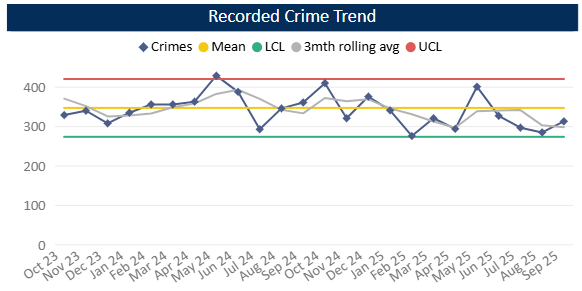 Recorded Crime Trend
Crimes Mean LCL 3mth rolling avg UCL
400
300
200
100
0
Oct 23 Nov 23 Dec 23 Jan 24 Feb 24 Mar 24 Apr 24 May 24 Jun 24 Jul 24 Aug 24 Sep 24 Oct 24 Nov 24 Dec 24 Jan 25 Feb 25 Mar 25 Apr 25 May 25 Jun 25 Jul 25 Aug 25 Sep 25